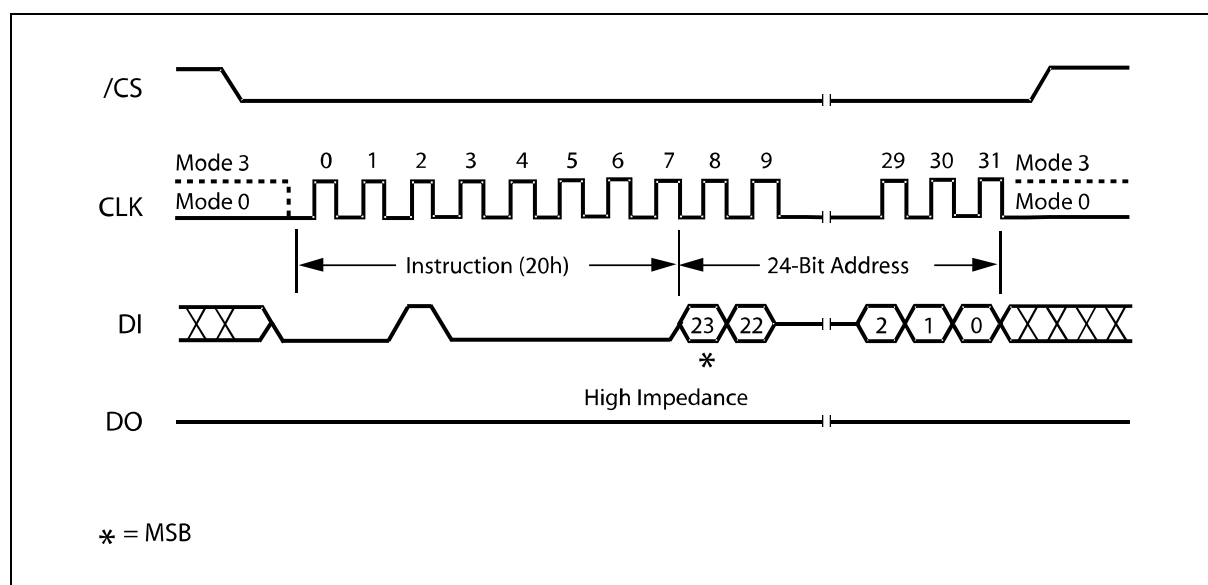 /CS
Mode 3 0 1 2 3 4 5 6 7 8 9 29 30 31 Mode 3
CLK Mode 0 Mode 0
Instruction (20h) 24-Bit Address
DI 23 22 2 1 0
*
High Impedance
DO
* = MSB